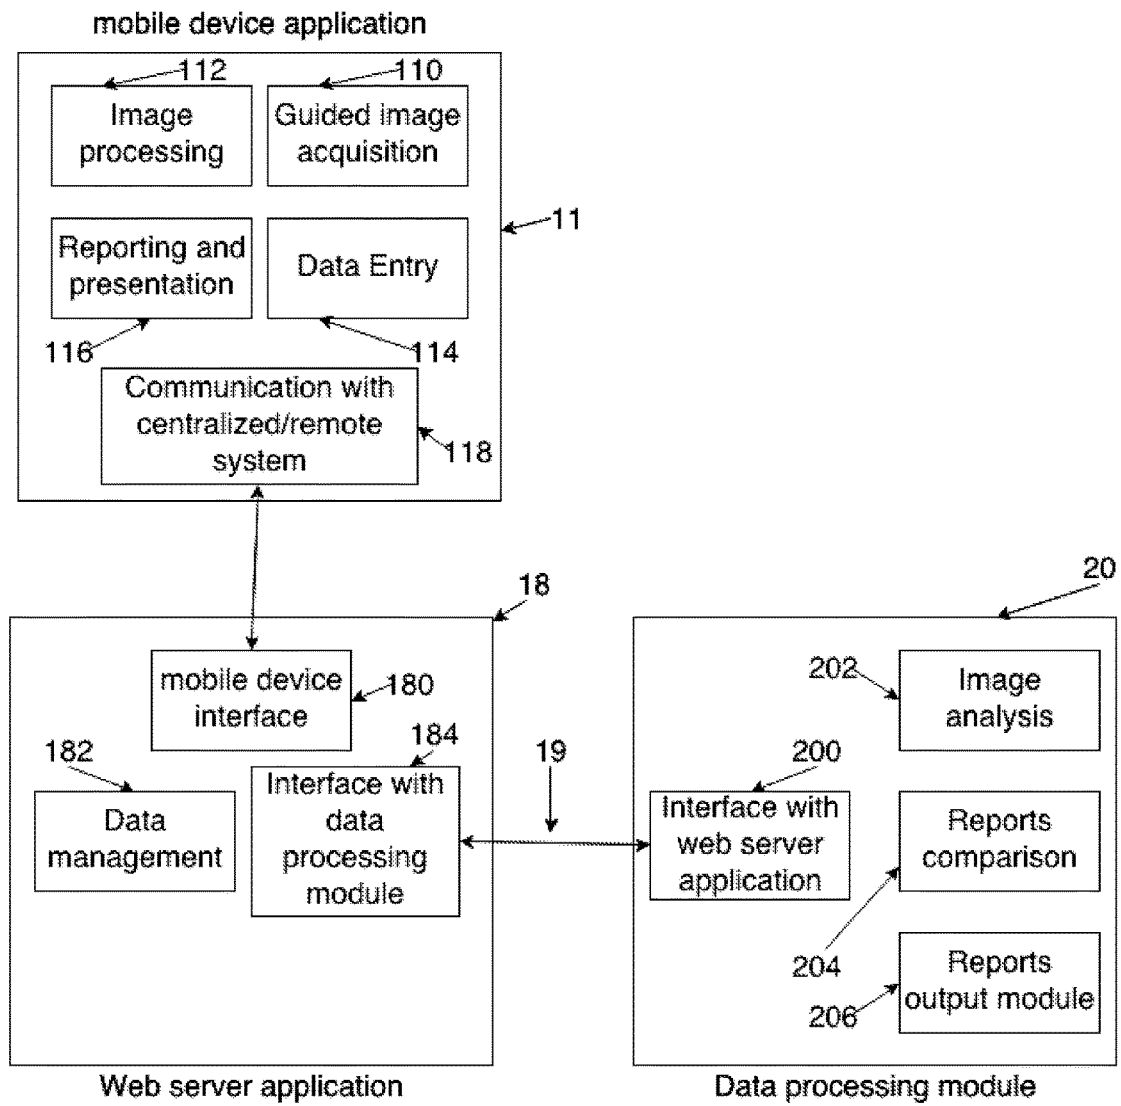 mobile device application
112
110
Image
processing
Guided image
acquisition
11
Reporting and
presentation
Data Entry
116
114
Communication with
centralized/remote
system
118
18
20
mobile device
interface
180
202
Image
analysis
182
184
19
200
Data
management
Interface with
data
processing
module
Interface with
web server
application
Reports
comparison
204
206
Reports
output module
Web server application
Data processing module